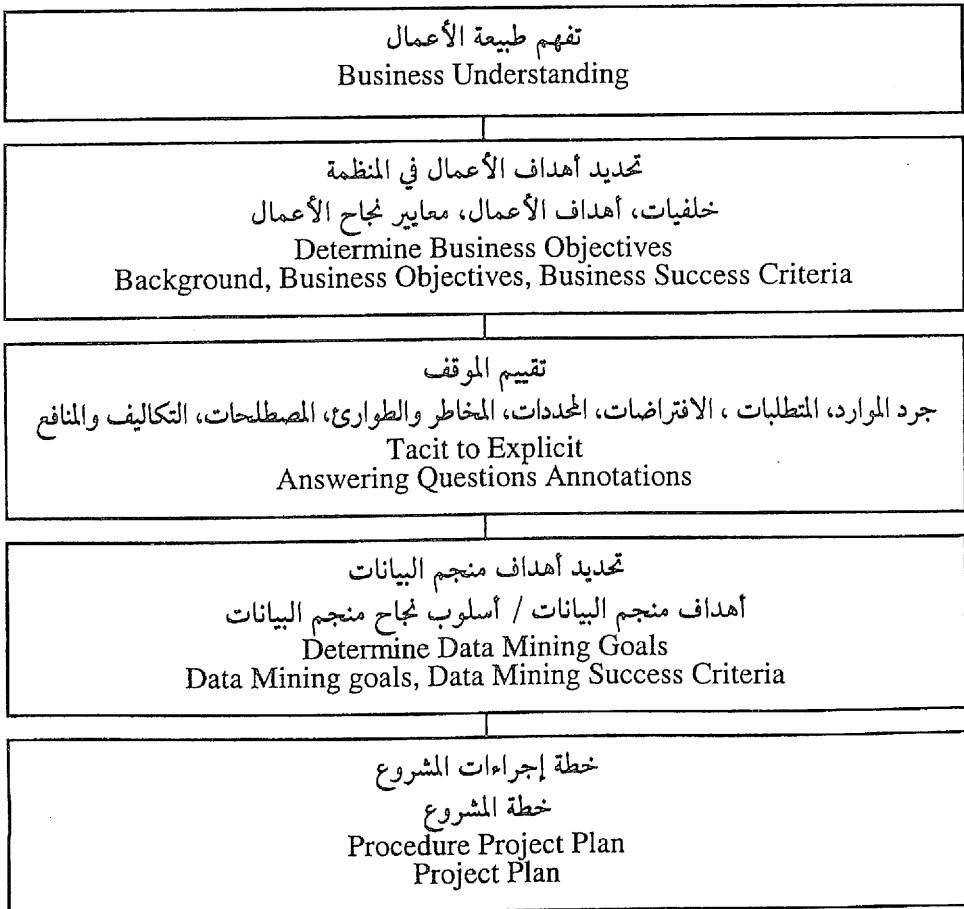 تفهم طبيعة الأعمال
Business Understanding
تحديد أهداف الأعمال في المنظمة
خلفيات، أهداف الأعمال، معايير نجاح الأعمال
Determine Business Objectives
Background, Business Objectives, Business Success Criteria
تقييم الموقف
جرد الموارد، المتطلبات ، الافتراضات، المحددات، المخاطر والطوارئ، المصطلحات، التكاليف والمنافع
Tacit to Explicit
Answering Questions Annotations
تحديد أهداف منجم البيانات
أهداف منجم البيانات / أسلوب نجاح منجم البيانات
Determine Data Mining Goals
Data Mining goals, Data Mining Success Criteria
خطة إجراءات المشروع
خطة المشروع
Procedure Project Plan
Project Plan